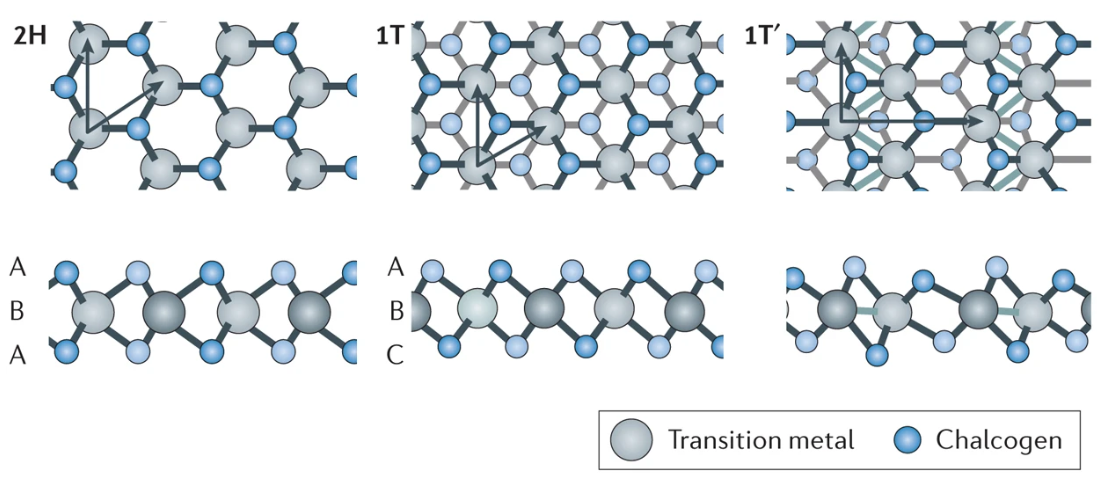 2H
1T
1T′
A
B
A
A
B
C
Transition metal
Chalcogen